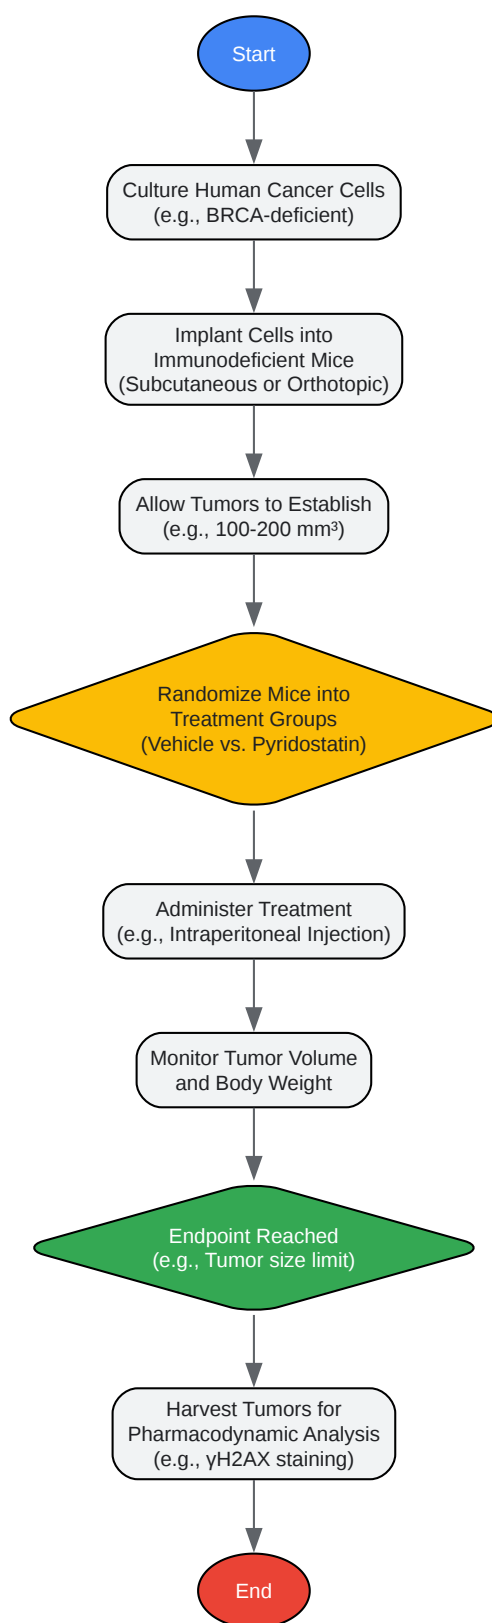 Start
Culture Human Cancer Cells
(e.g., BRCA-deficient)
Implant Cells into
Immunodeficient Mice
(Subcutaneous or Orthotopic)
Allow Tumors to Establish
(e.g., 100-200 mm³)
Randomize Mice into
Treatment Groups
(Vehicle vs. Pyridostatin)
Administer Treatment
(e.g., Intraperitoneal Injection)
Monitor Tumor Volume
and Body Weight
Endpoint Reached
(e.g., Tumor size limit)
Harvest Tumors for
Pharmacodynamic Analysis
(e.g., γH2AX staining)
End